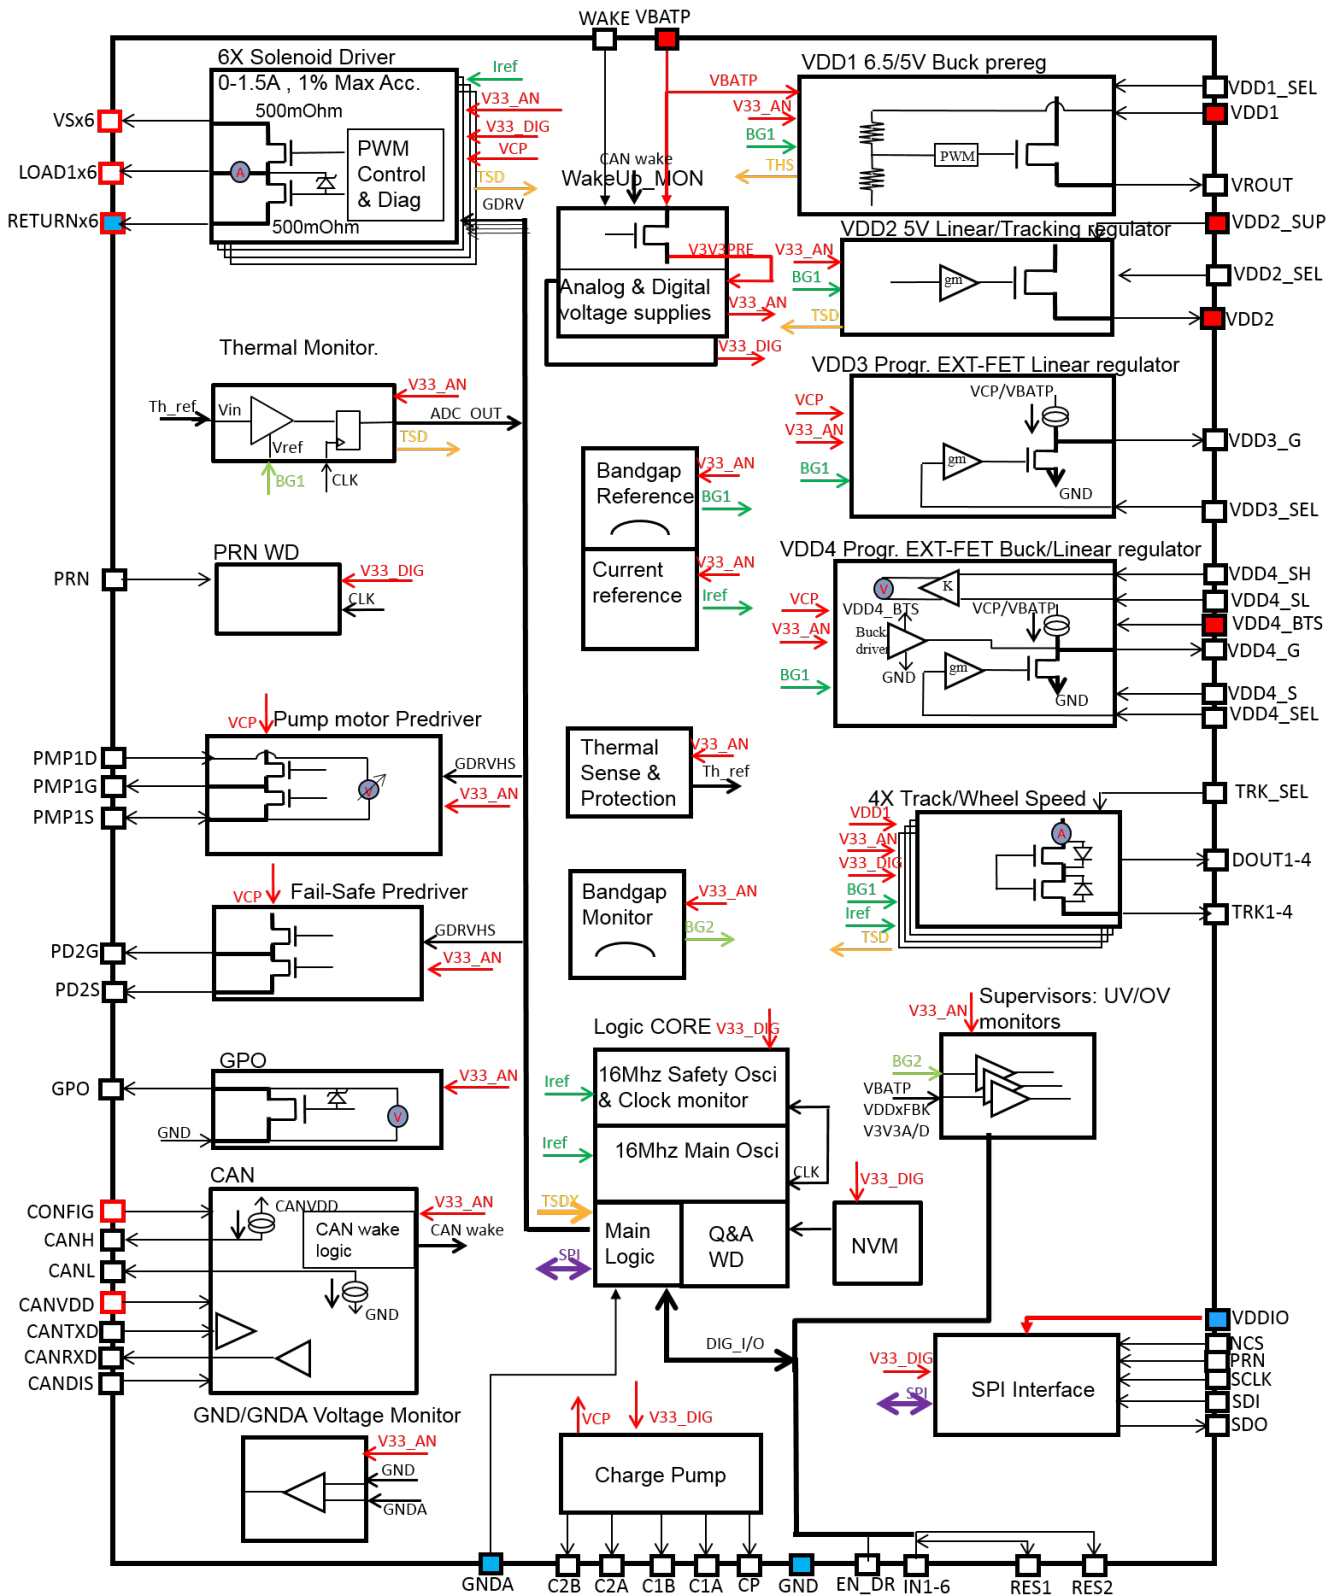 WAKE VBATP
6X Solenoid Driver
0-1.5A , 1% Max Acc.
500mOhm
A
PWM
Control
& Diag
500mOhm
VSx6
LOAD1x6
RETURNx6
Iref
V33_AN
V33_DIG
VCP
TSD
GDRV
CAN wake
WakeUp_MON
V3V3PRE
Analog & Digital
voltage supplies
V33_AN
V33_DIG
VDD1 6.5/5V Buck prereg
VBATP
V33_AN
BG1
THS
PWM
VDD1_SEL
VDD1
VROUT
VDD2_SUP
VDD2 5V Linear/Tracking regulator
V33_AN
BG1
TSD
gm
VDD2_SEL
VDD2
Thermal Monitor.
Th_ref
Vin
Vref
BG1
CLK
V33_AN
ADC_OUT
TSD
VDD3 Progr. EXT-FET Linear regulator
VCP/VBATP
VCP
V33_AN
BG1
gm
GND
VDD3_G
VDD3_SEL
Bandgap
Reference
V33_AN
BG1
Current
reference
V33_AN
Iref
PRN WD
PRN
V33_DIG
CLK
VDD4 Progr. EXT-FET Buck/Linear regulator
V
K
VDD4_BTS
VCP/VBATP
VCP
V33_AN
Buck
driver
GND
BG1
gm
GND
VDD4_SH
VDD4_SL
VDD4_BTS
VDD4_G
VDD4_S
VDD4_SEL
VCP
Pump motor Predriver
PMP1D
PMP1G
PMP1S
V
GDRVHS
V33_AN
Thermal
Sense &
Protection
V33_AN
Th_ref
4X Track/Wheel Speed
VDD1
V33_AN
V33_DIG
BG1
Iref
TSD
A
TRK_SEL
DOUT1-4
TRK1-4
VCP
Fail-Safe Predriver
PD2G
PD2S
GDRVHS
V33_AN
Bandgap
Monitor
V33_AN
BG2
Supervisors: UV/OV
monitors
V33_AN
BG2
VBATP
VDDxFBK
V3V3A/D
GPO
GPO
GND
V
V33_AN
Logic CORE
V33_DIG
16Mhz Safety Osci
& Clock monitor
Iref
16Mhz Main Osci
Iref
CLK
TSDX
SPI
Main
Logic
Q&A
WD
V33_DIG
NVM
CAN
CONFIG
CANH
CANL
CANVDD
CANTXD
CANRXD
CANDIS
CANVDD
CAN wake
logic
GND
V33_AN
CAN wake
DIG_I/O
V33_DIG
SPI
SPI Interface
VDDIO
NCS
PRN
SCLK
SDI
SDO
GND/GNDA Voltage Monitor
V33_AN
GND
GNDA
VCP
V33_DIG
Charge Pump
GNDA C2B C2A C1B C1A CP GND EN_DR IN1-6 RES1 RES2